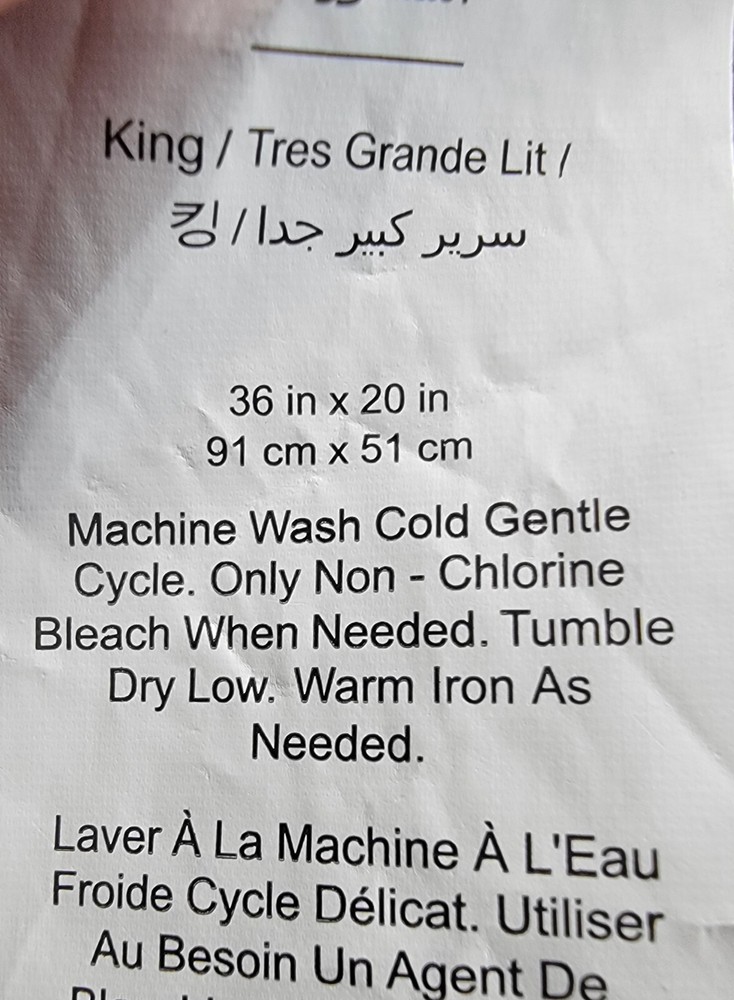 King / Tres Grande Lit /
سرير كبير جدا / 킹
36 in x 20 in
91 cm x 51 cm
Machine Wash Cold Gentle
Cycle. Only Non - Chlorine
Bleach When Needed. Tumble
Dry Low. Warm Iron As
Needed.
Laver À La Machine À L'Eau
Froide Cycle Délicat. Utiliser
Au Besoin Un Agent De